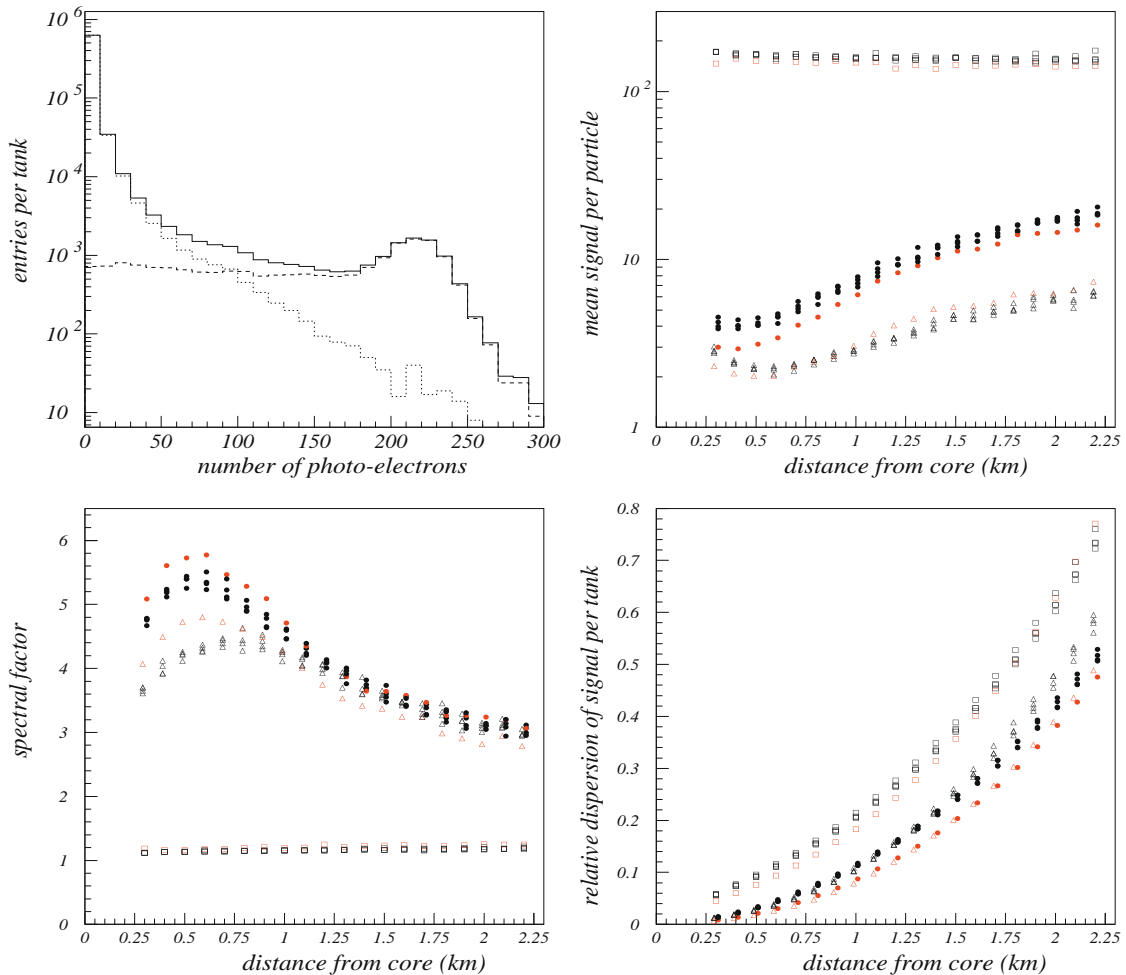 10^6
10^5
10^4
10^3
10^2
10
0 50 100 150 200 250 300
number of photo-electrons
entries per tank
10^2
10
1
0 0.25 0.5 0.75 1 1.25 1.5 1.75 2 2.25
distance from core (km)
mean signal per particle
6
5
4
3
2
1
0
0 0.25 0.5 0.75 1 1.25 1.5 1.75 2 2.25
distance from core (km)
spectral factor
0.8
0.7
0.6
0.5
0.4
0.3
0.2
0.1
0
0 0.25 0.5 0.75 1 1.25 1.5 1.75 2 2.25
distance from core (km)
relative dispersion of signal per tank